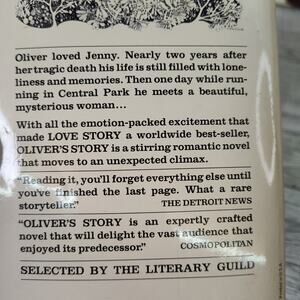 Oliver loved Jenny. Nearly two years after
her tragic death his life is still filled with lone-
liness and memories. Then one day while run-
ning in Central Park he meets a beautiful,
mysterious woman...
With all the emotion-packed excitement that
made LOVE STORY a worldwide best-seller,
OLIVER'S STORY is a stirring romantic novel
that moves to an unexpected climax.
"Reading it, you'll forget everything else until
you've finished the last page. What a rare
storyteller."
THE DETROIT NEWS
"OLIVER'S STORY is an expertly crafted
novel that will delight the vast audience that
enjoyed its predecessor."
COSMOPOLITAN
SELECTED BY THE LITERARY GUILD